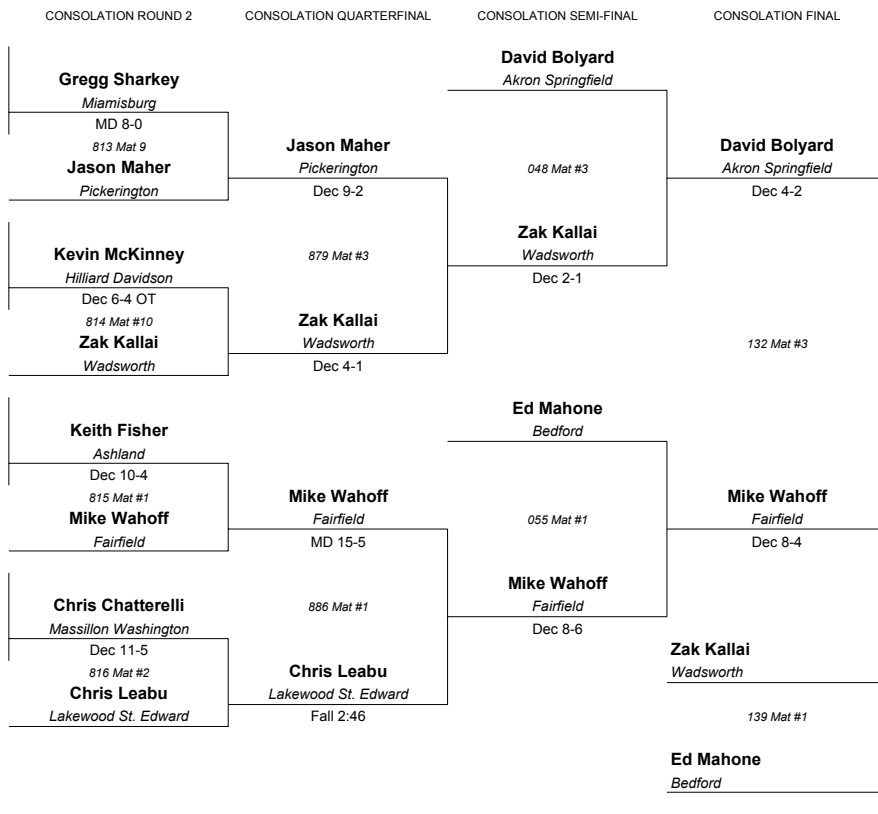 CONSOLATION ROUND 2
CONSOLATION QUARTERFINAL
CONSOLATION SEMI-FINAL
CONSOLATION FINAL
Gregg Sharkey
Miamisburg
MD 8-0
813 Mat 9
Jason Maher
Pickerington
Kevin McKinney
Hilliard Davidson
Dec 6-4 OT
814 Mat #10
Zak Kallai
Wadsworth
Keith Fisher
Ashland
Dec 10-4
815 Mat #1
Mike Wahoff
Fairfield
Chris Chatterelli
Massillon Washington
Dec 11-5
816 Mat #2
Chris Leabu
Lakewood St. Edward
Jason Maher
Pickerington
Dec 9-2
879 Mat #3
Zak Kallai
Wadsworth
Dec 4-1
Mike Wahoff
Fairfield
MD 15-5
886 Mat #1
Chris Leabu
Lakewood St. Edward
Fall 2:46
David Bolyard
Akron Springfield
048 Mat #3
Zak Kallai
Wadsworth
Dec 2-1
Ed Mahone
Bedford
055 Mat #1
Mike Wahoff
Fairfield
Dec 8-6
David Bolyard
Akron Springfield
Dec 4-2
132 Mat #3
Mike Wahoff
Fairfield
Dec 8-4
Zak Kallai
Wadsworth
139 Mat #1
Ed Mahone
Bedford